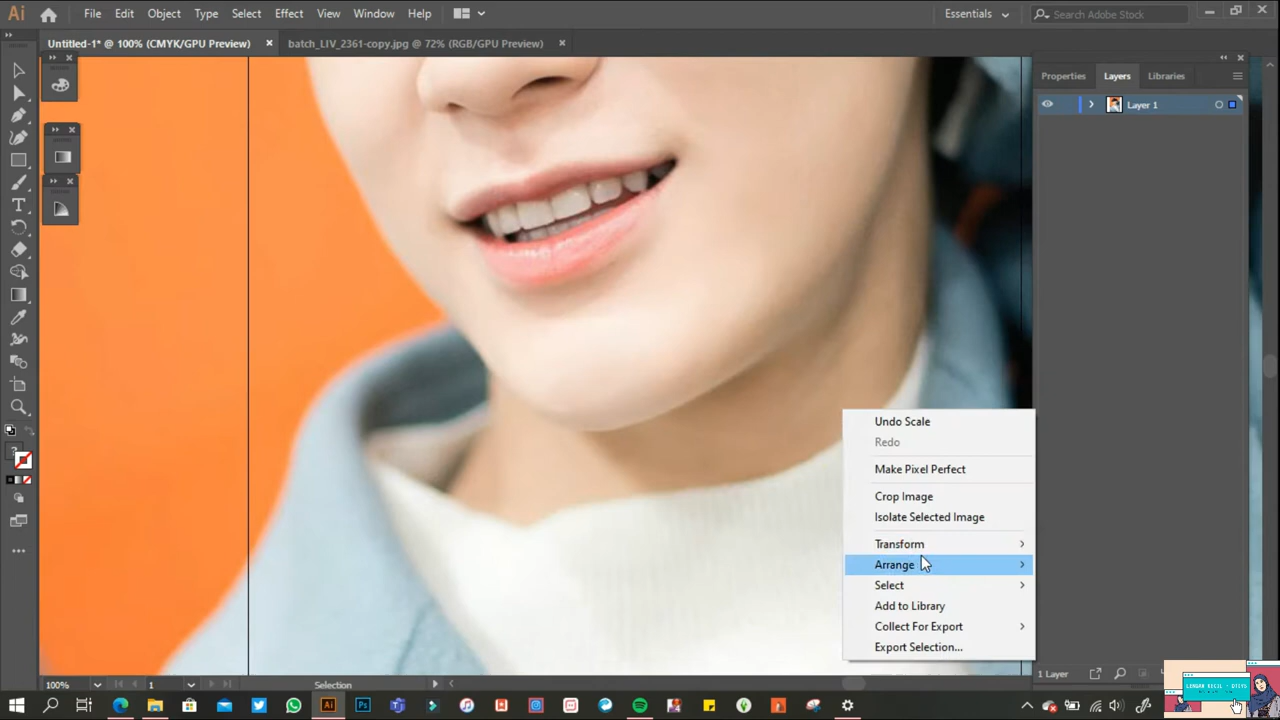 Ai File Edit Object Type Select Effect View Window Help Essentials Search Adobe Stock
Untitled-1* @ 100% (CMYK/GPU Preview) batch_LIV_2361-copy.jpg @ 72% (RGB/GPU Preview)
Properties Layers Libraries
Layer 1
Undo Scale
Redo
Make Pixel Perfect
Crop Image
Isolate Selected Image
Transform
Arrange
Select
Add to Library
Collect For Export
Export Selection...
1 Layer
100% 1 Selection
LINGAR KECIL - DTIYS